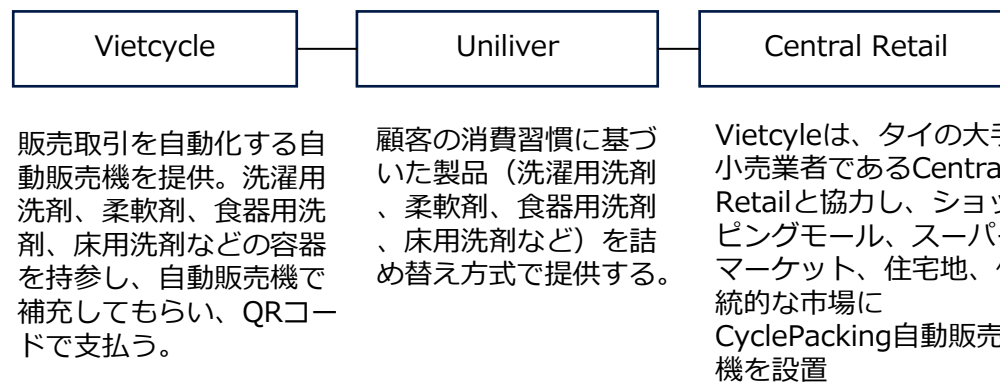 Vietcycle
Uniliver
Central Retail
販売取引を自動化する自
動販売機を提供。洗濯用
洗剤、柔軟剤、食器用洗
剤、床用洗剤などの容器
を持参し、自動販売機で
補充してもらい、QRコー
ドで支払う。
顧客の消費習慣に基づ
いた製品（洗濯用洗剤
、柔軟剤、食器用洗剤
、床用洗剤など）を詰
め替え方式で提供する。
Vietcyleは、タイの大
小売業者であるCentra
Retailと協力し、ショッ
ピングモール、スーパー
マーケット、住宅地、
統的な市場に
CyclePacking自動販売
機を設置